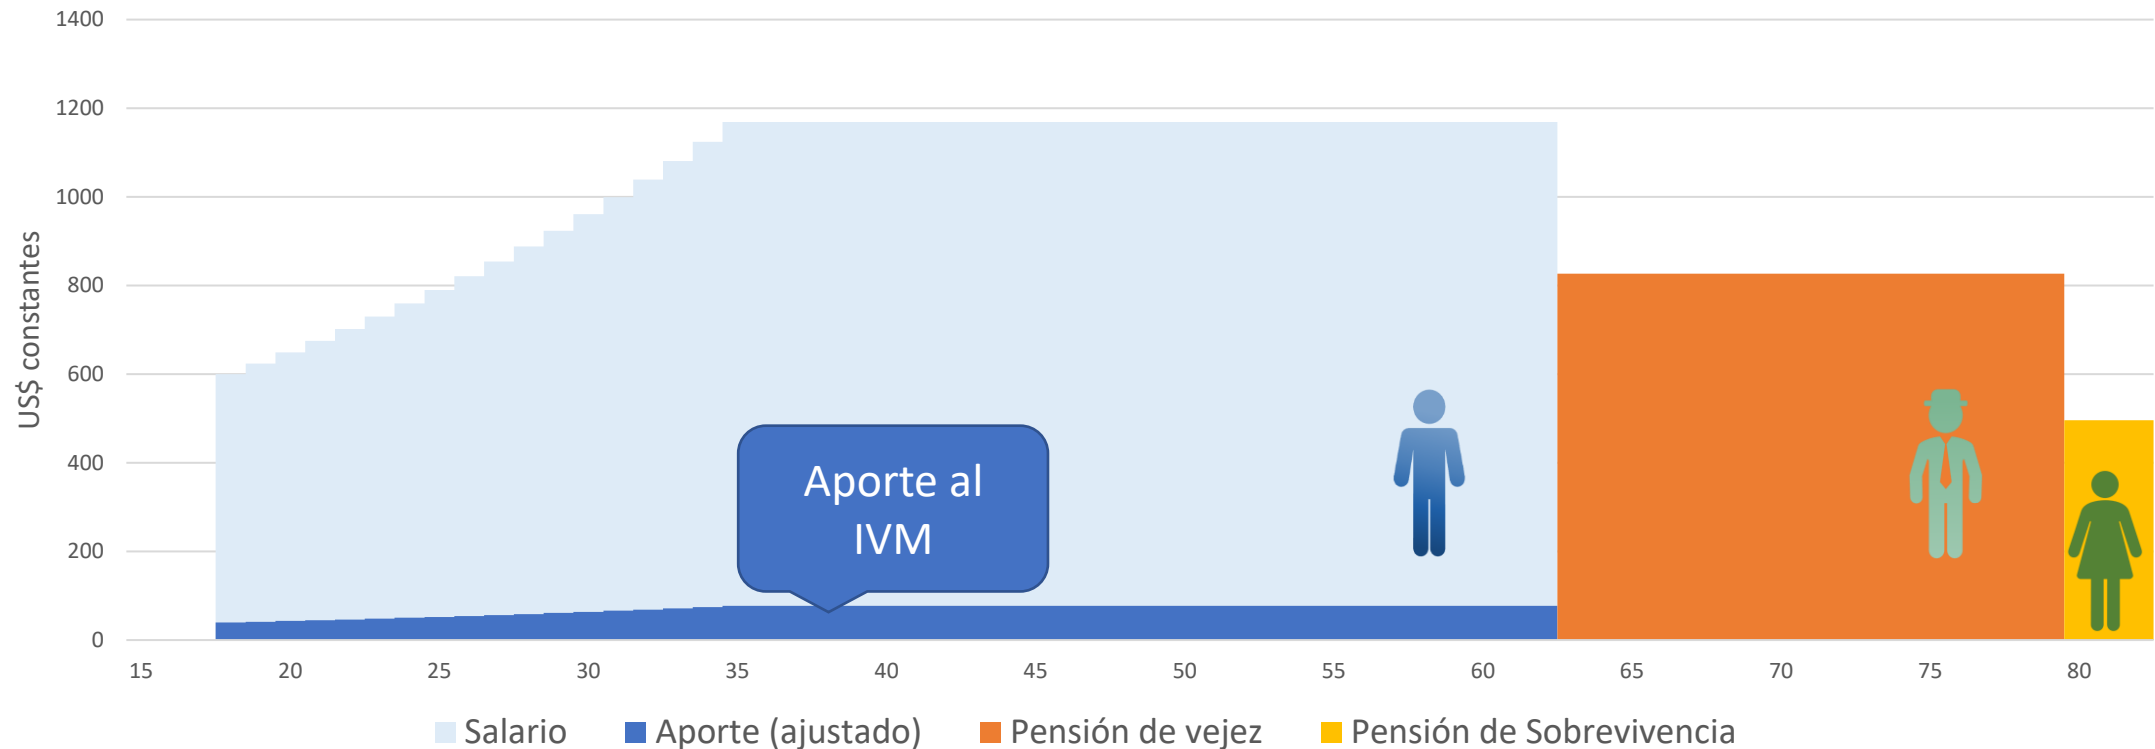 1400
1200
1000
800
600
400
200
0
US$ constantes
Aporte al
IVM
15 20 25 30 35 40 45 50 55 60 65 70 75 80
Salario Aporte (ajustado) Pensión de vejez Pensión de Sobrevivencia